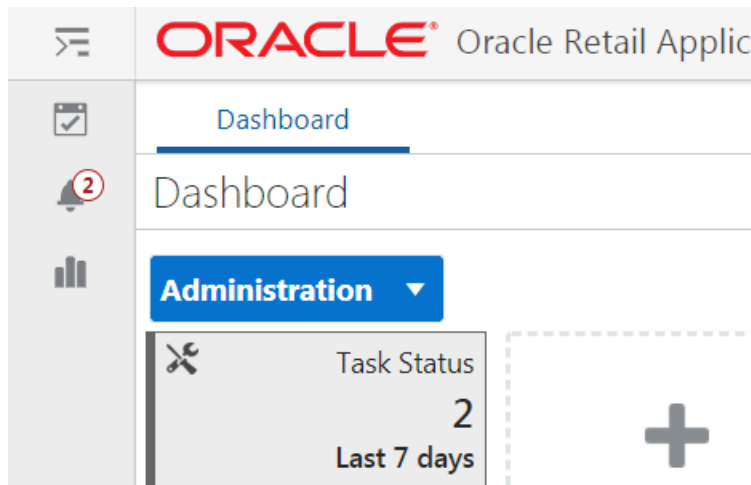 ORACLE® Oracle Retail Applic
Dashboard
2
Dashboard
Administration
Task Status
2
Last 7 days